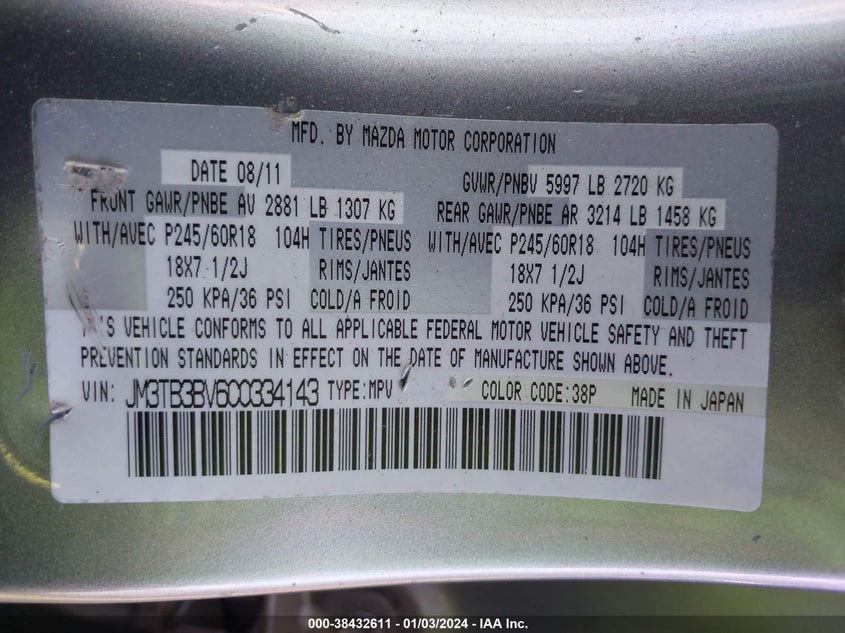 MFD. BY MAZDA MOTOR CORPORATION
DATE 08/11 GVWR/PNBV 5997 LB 2720 KG
FRONT GAWR/PNBE AV 2881 LB 1307 KG REAR GAWR/PNBE AR 3214 LB 1458 KG
WITH/AVEC P245/60R18 104H TIRES/PNEUS WITH/AVEC P245/60R18 104H TIRES/PNEUS
18X7 1/2J RIMS/JANTES 18X7 1/2J RIMS/JANTES
250 KPA/36 PSI COLD/A FROID 250 KPA/36 PSI COLD/A FROID
THIS VEHICLE CONFORMS TO ALL APPLICABLE FEDERAL MOTOR VEHICLE SAFETY AND THEFT
PREVENTION STANDARDS IN EFFECT ON THE DATE OF MANUFACTURE SHOWN ABOVE.
VIN: JM3TB3BV6C0334143 TYPE:MPV COLOR CODE:38P MADE IN JAPAN
000-38432611 - 01/03/2024 - IAA Inc.